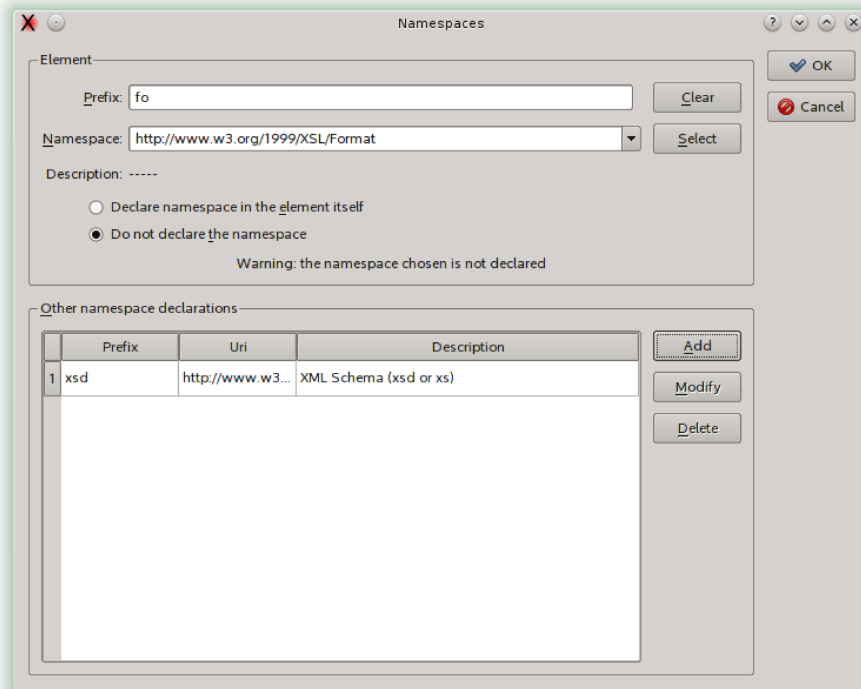 Namespaces
Element
Prefix: fo Clear
Namespace: http://www.w3.org/1999/XSL/Format Select
Description: -----
Declare namespace in the element itself
Do not declare the namespace
Warning: the namespace chosen is not declared
OK
Cancel
Other namespace declarations
Prefix Uri Description
1 xsd http://www.w3... XML Schema (xsd or xs)
Add
Modify
Delete